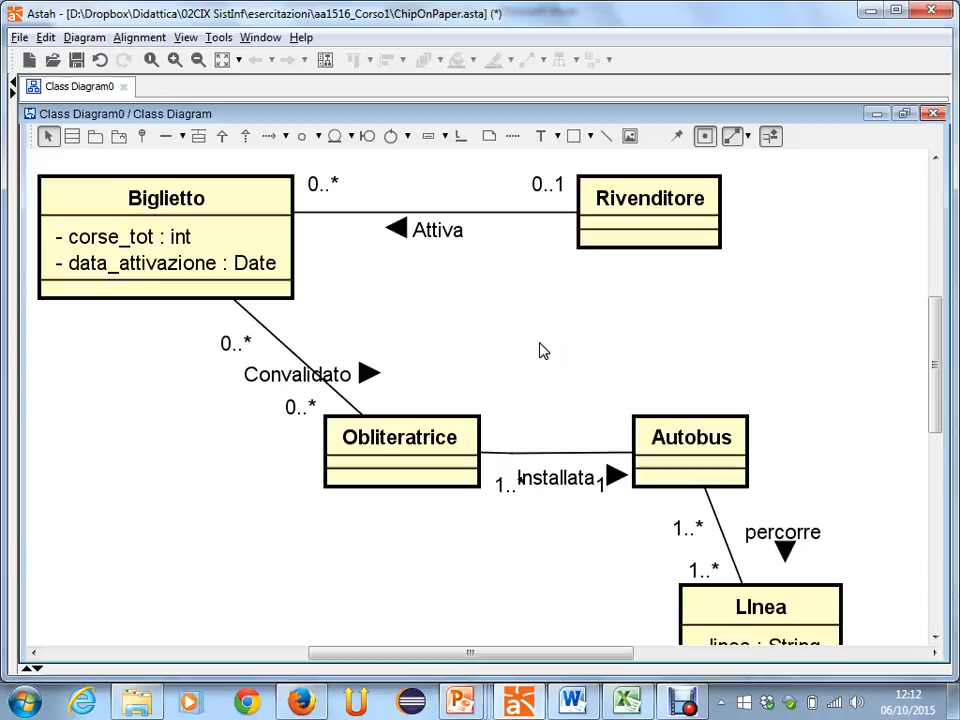 Astah - [D:\Dropbox\Didattica\02CIX SistInf\esercitazioni\aa1516_Corso1\ChipOnPaper.asta] (*)
File Edit Diagram Alignment View Tools Window Help
Class Diagram0
Class Diagram0 / Class Diagram
T
Biglietto
- corse_tot : int
- data_attivazione : Date
0..*
0..1
Attiva
Rivenditore
0..*
Convalidato
0..*
Obliteratrice
Installata
1..*
1
Autobus
1..*
percorre
1..*
LInea
- linea : String
12:12
06/10/2015